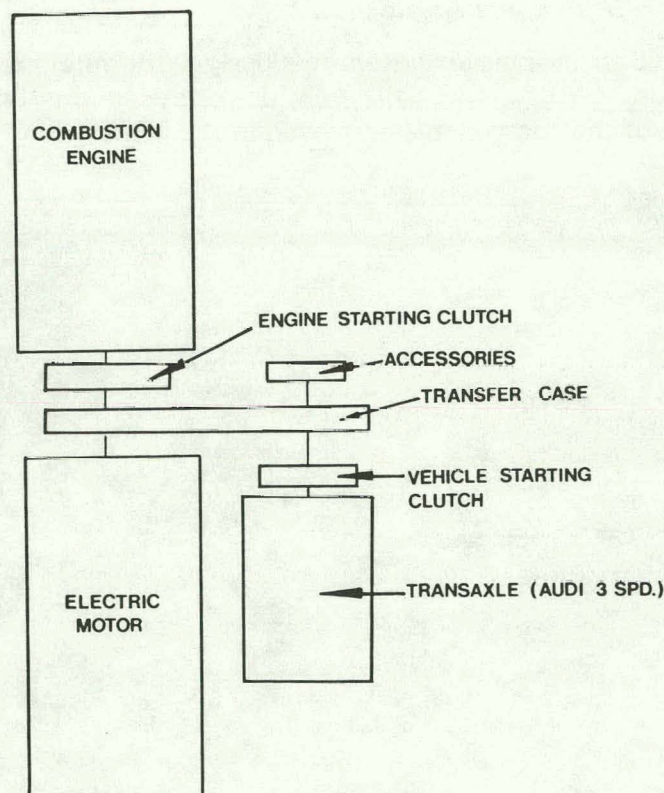 COMBUSTION
ENGINE
ENGINE STARTING CLUTCH
ACCESSORIES
TRANSFER CASE
VEHICLE STARTING
CLUTCH
TRANSAXLE (AUDI 3 SPD.)
ELECTRIC
MOTOR